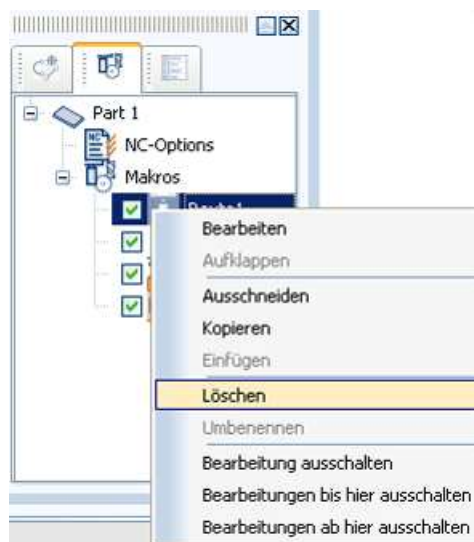 Part 1
NC-Options
Makros
Bearbeiten
Aufklappen
Ausschneiden
Kopieren
Einfügen
Löschen
Umbenennen
Bearbeitung ausschalten
Bearbeitungen bis hier ausschalten
Bearbeitungen ab hier ausschalten